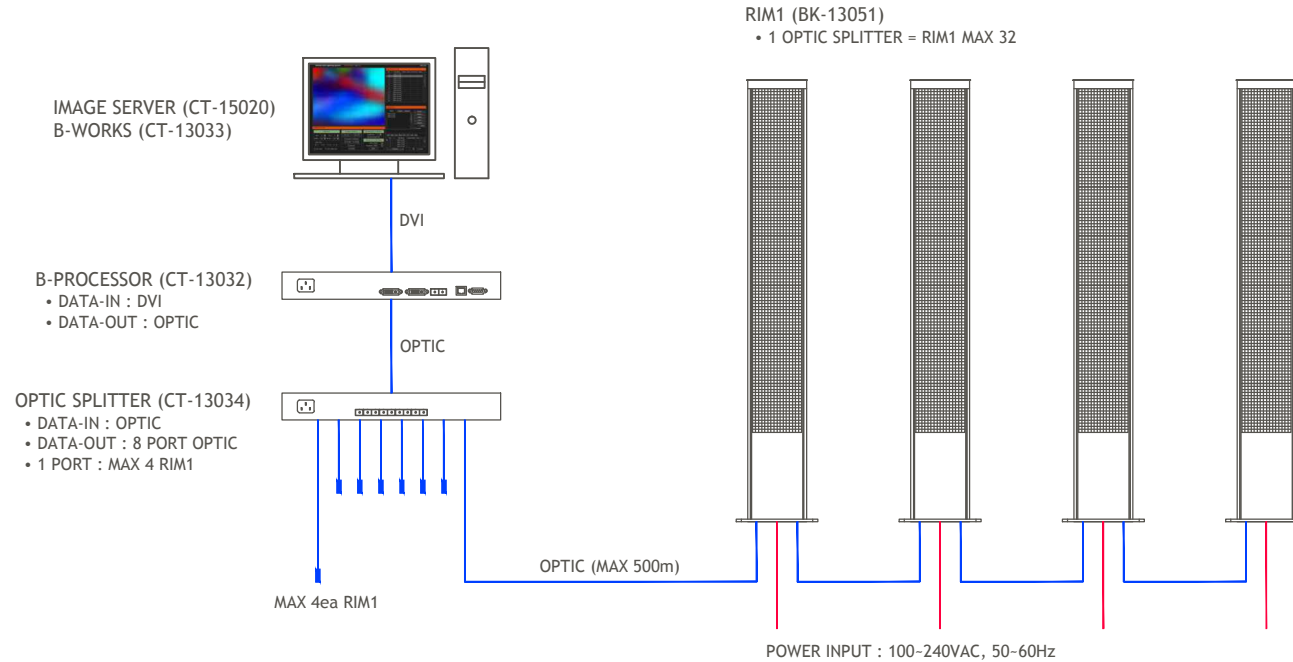 RIM1 (BK-13051)
• 1 OPTIC SPLITTER = RIM1 MAX 32
IMAGE SERVER (CT-15020)
B-WORKS (CT-13033)
DVI
B-PROCESSOR (CT-13032)
• DATA-IN : DVI
• DATA-OUT : OPTIC
OPTIC
OPTIC SPLITTER (CT-13034)
• DATA-IN : OPTIC
• DATA-OUT : 8 PORT OPTIC
• 1 PORT : MAX 4 RIM1
OPTIC (MAX 500m)
MAX 4ea RIM1
POWER INPUT : 100~240VAC, 50~60Hz